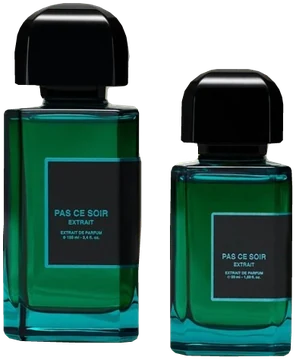 PAS CE SOIR
EXTRAIT
EXTRAIT DE PARFUM
e 100 ml - 3,4 fl. oz.
PAS CE SOIR
EXTRAIT
EXTRAIT DE PARFUM